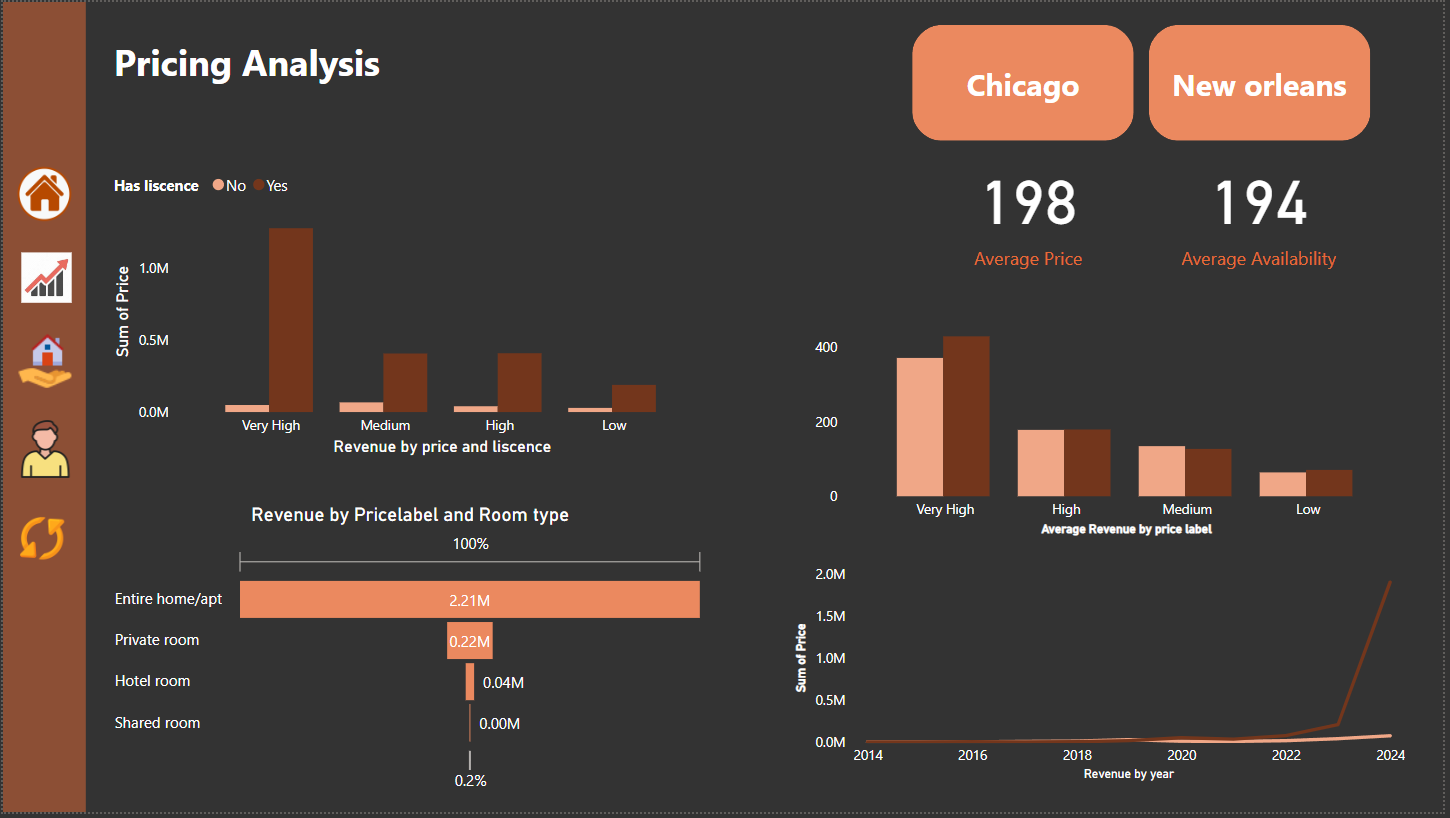 Pricing Analysis
Chicago
New orleans
198
Average Price
194
Average Availability
Has liscence No Yes
Sum of Price
1.0M
0.5M
0.0M
Very High Medium High Low
Revenue by price and liscence
400
200
0
Very High High Medium Low
Average Revenue by price label
Revenue by Pricelabel and Room type
100%
Entire home/apt 2.21M
Private room 0.22M
Hotel room 0.04M
Shared room 0.00M
0.2%
Sum of Price
2.0M
1.5M
1.0M
0.5M
0.0M
2014 2016 2018 2020 2022 2024
Revenue by year